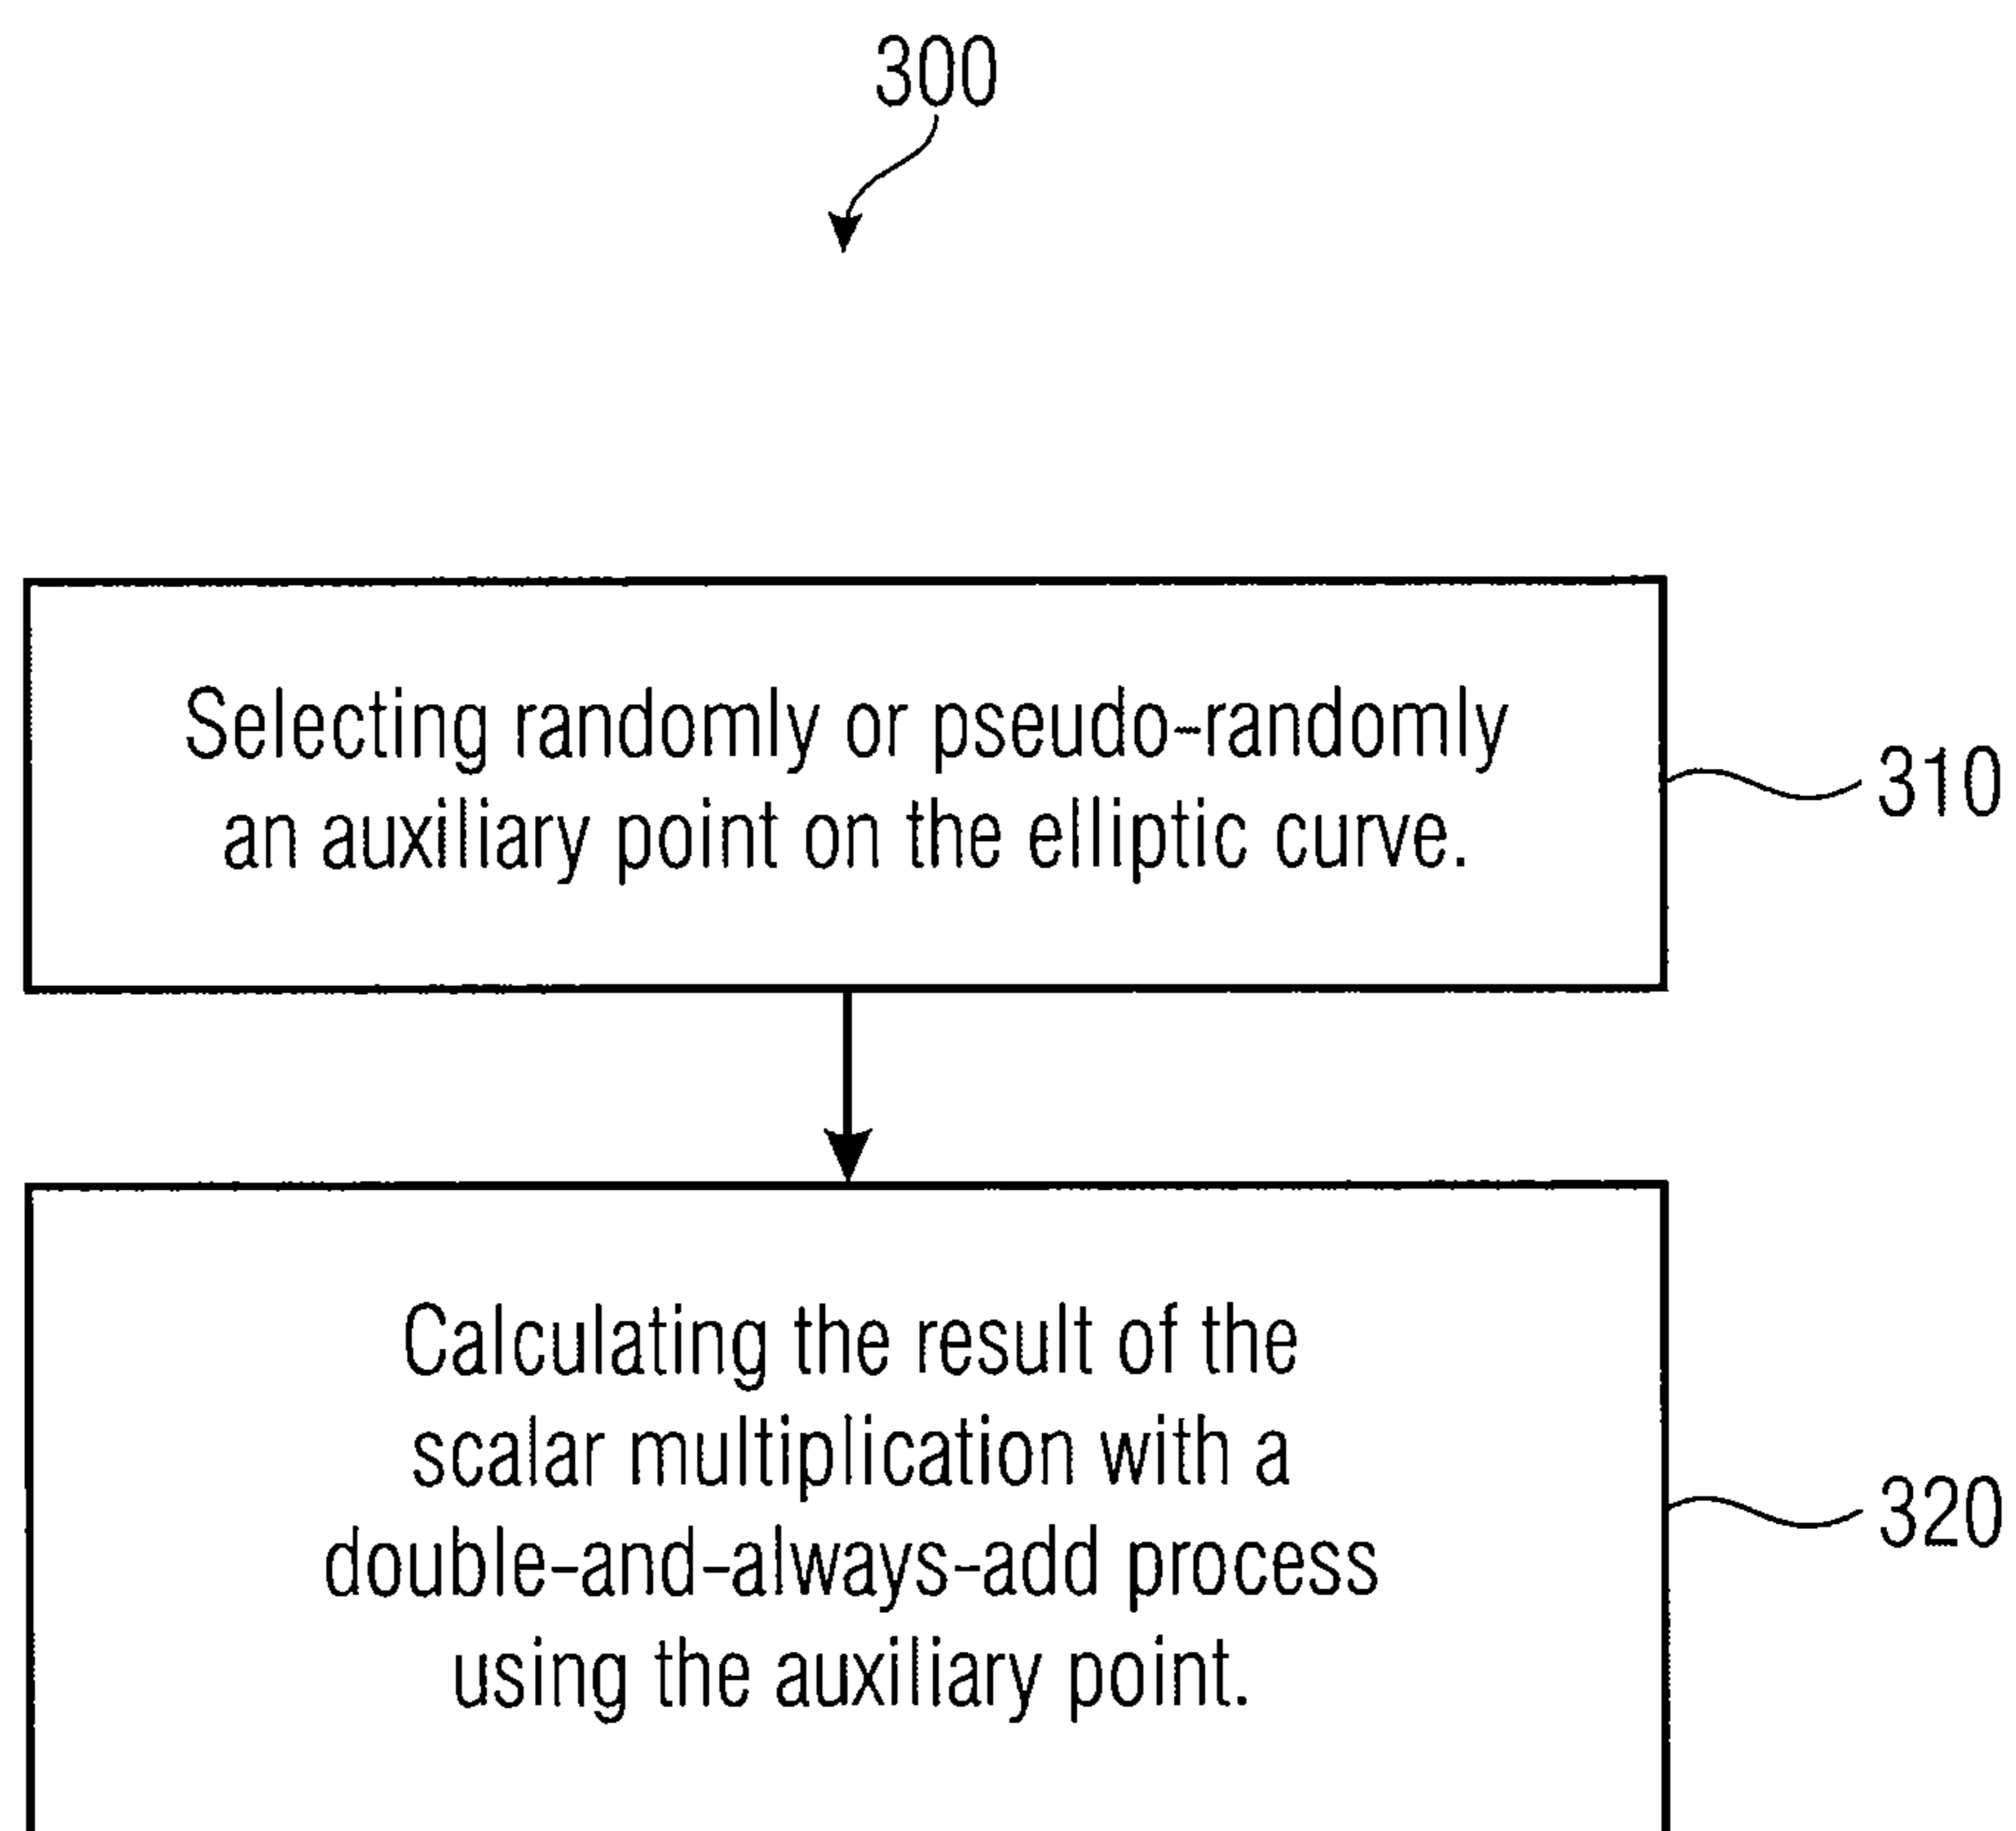 300
Selecting randomly or pseudo-randomly
an auxiliary point on the elliptic curve.
310
Calculating the result of the
scalar multiplication with a
double-and-always-add process
using the auxiliary point.
320